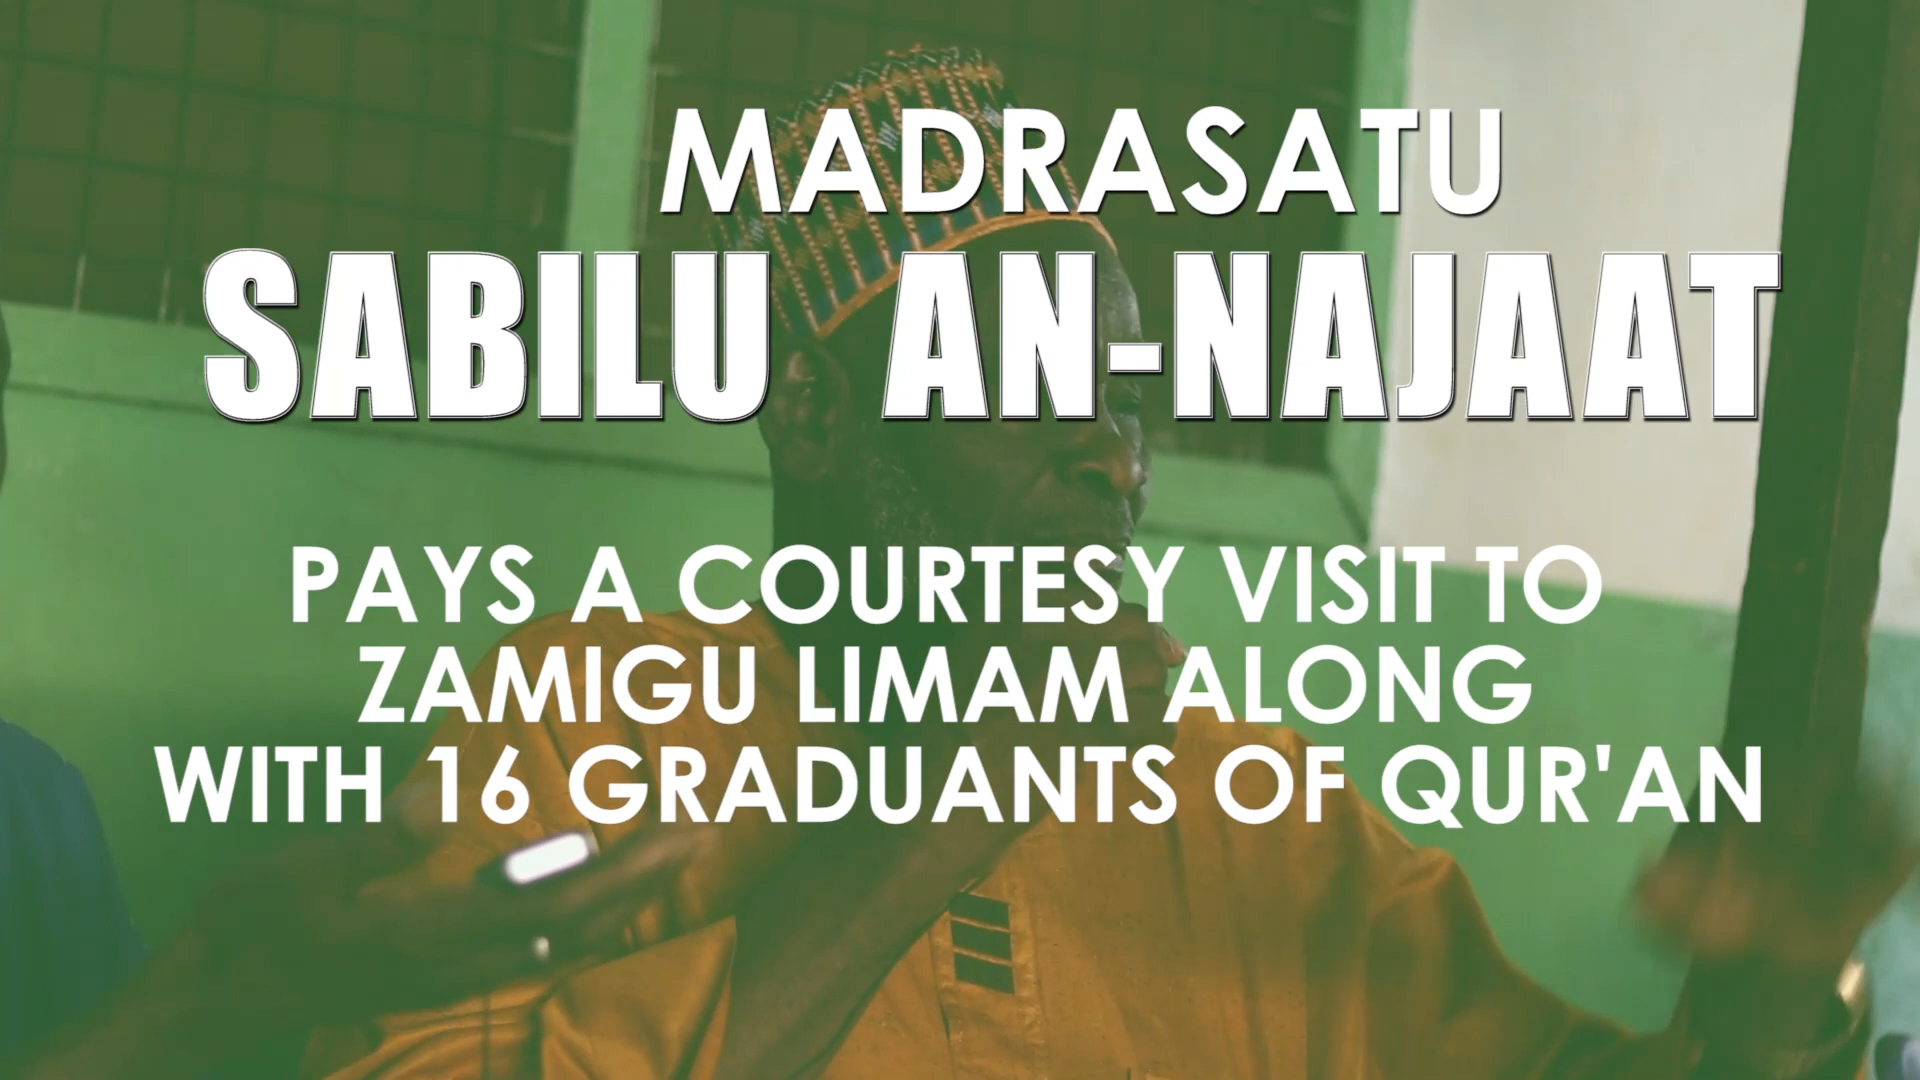 MADRASATU
SABILU AN-NAJAAT
PAYS A COURTESY VISIT TO
ZAMIGU LIMAM ALONG
WITH 16 GRADUANTS OF QUR'AN